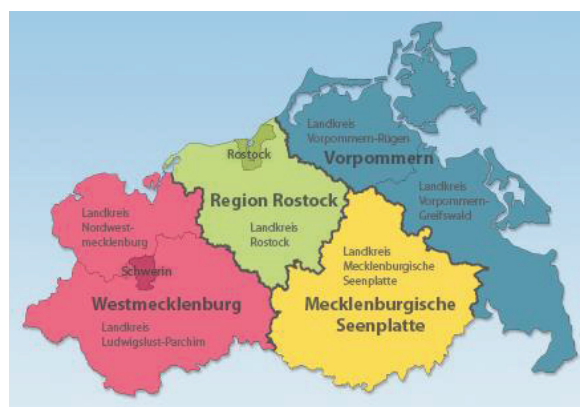 Landkreis
Vorpommern-Rügen
Vorpommern
Rostock
Landkreis
Vorpommern-
Greifswald
Region Rostock
Landkreis
Nordwest-
mecklenburg
Landkreis
Rostock
Landkreis
Mecklenburgische
Seenplatte
Schwerin
Westmecklenburg
Mecklenburgische
Seenplatte
Landkreis
Ludwigslust-Parchim